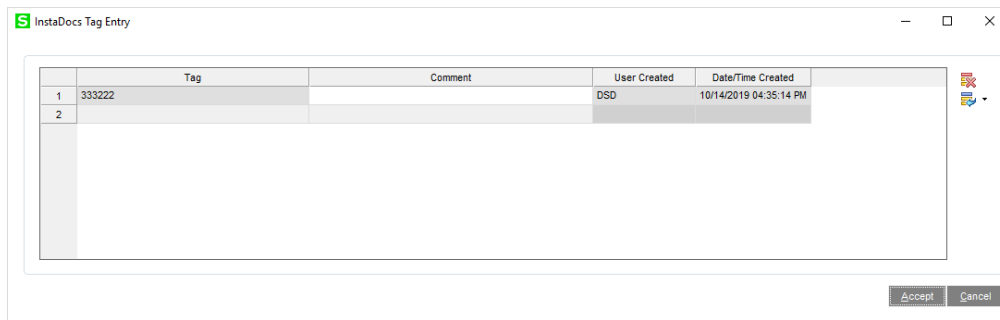 S InstaDocs Tag Entry
Tag Comment User Created Date/Time Created
1 333222 DSD 10/14/2019 04:35:14 PM
2
Accept Cancel